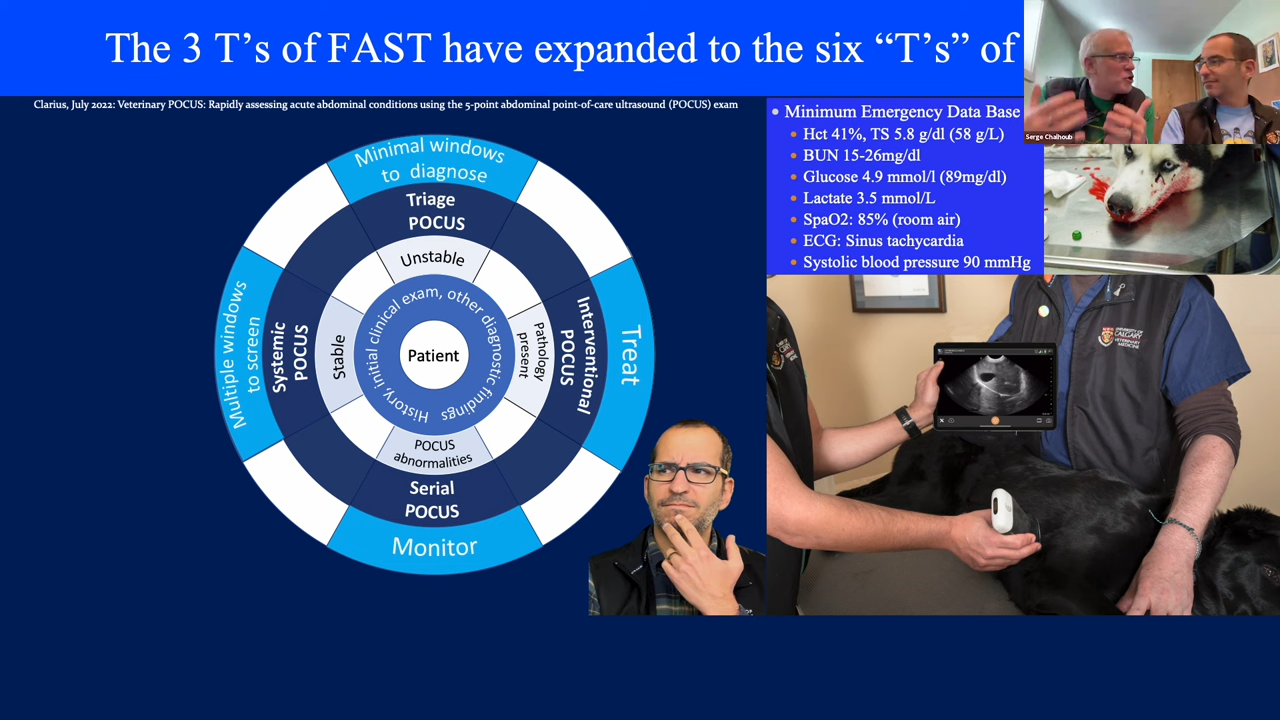 The 3 T's of FAST have expanded to the six “T’s” of
Clarius, July 2022: Veterinary POCUS: Rapidly assessing acute abdominal conditions using the 5-point abdominal point-of-care ultrasound (POCUS) exam
Serge Chalhoub
Minimum Emergency Data Base
Hct 41%, TS 5.8 g/dl (58 g/L)
BUN 15-26mg/dl
Glucose 4.9 mmol/l (89mg/dl)
Lactate 3.5 mmol/L
SpaO2: 85% (room air)
ECG: Sinus tachycardia
Systolic blood pressure 90 mmHg
Minimal windows
to diagnose
Triage
POCUS
Unstable
Multiple windows
to screen
Systemic
POCUS
Stable
History, initial clinical exam, other diagnostic findings
Patient
Pathology
present
Interventional
POCUS
Treat
POCUS
abnormalities
Serial
POCUS
Monitor
UNIVERSITY OF
CALGARY
VETERINARY
MEDICINE